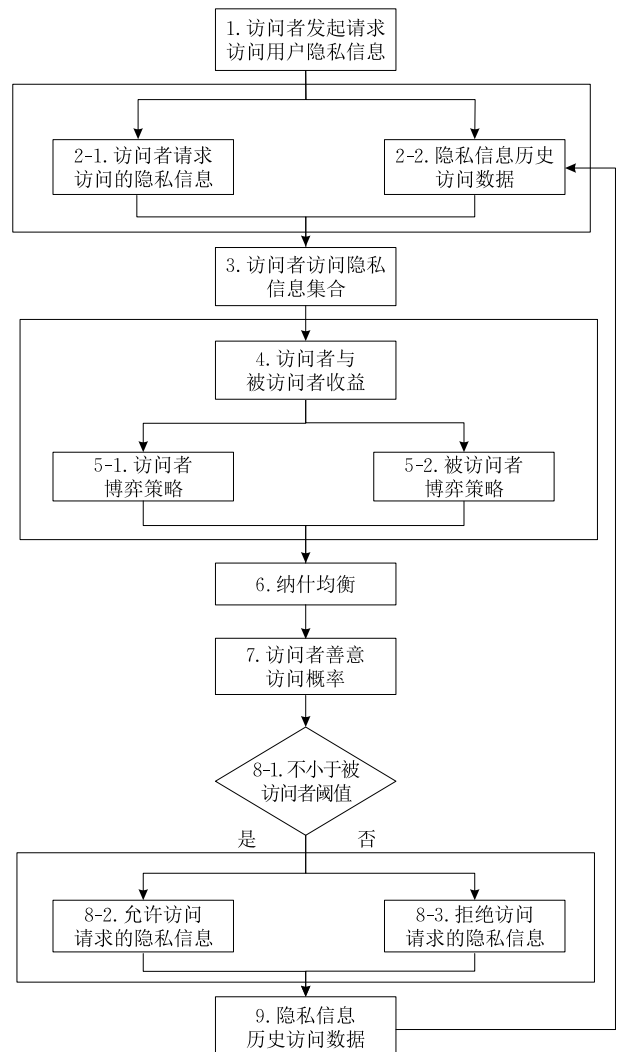 1.访问者发起请求
访问用户隐私信息
2-1.访问者请求
访问的隐私信息
2-2.隐私信息历史
访问数据
3.访问者访问隐私
信息集合
4.访问者与
被访问者收益
5-1.访问者
博弈策略
5-2.被访问者
博弈策略
6.纳什均衡
7.访问者善意
访问概率
8-1.不小于被
访问者阈值
是
否
8-2.允许访问
请求的隐私信息
8-3.拒绝访问
请求的隐私信息
9.隐私信息
历史访问数据